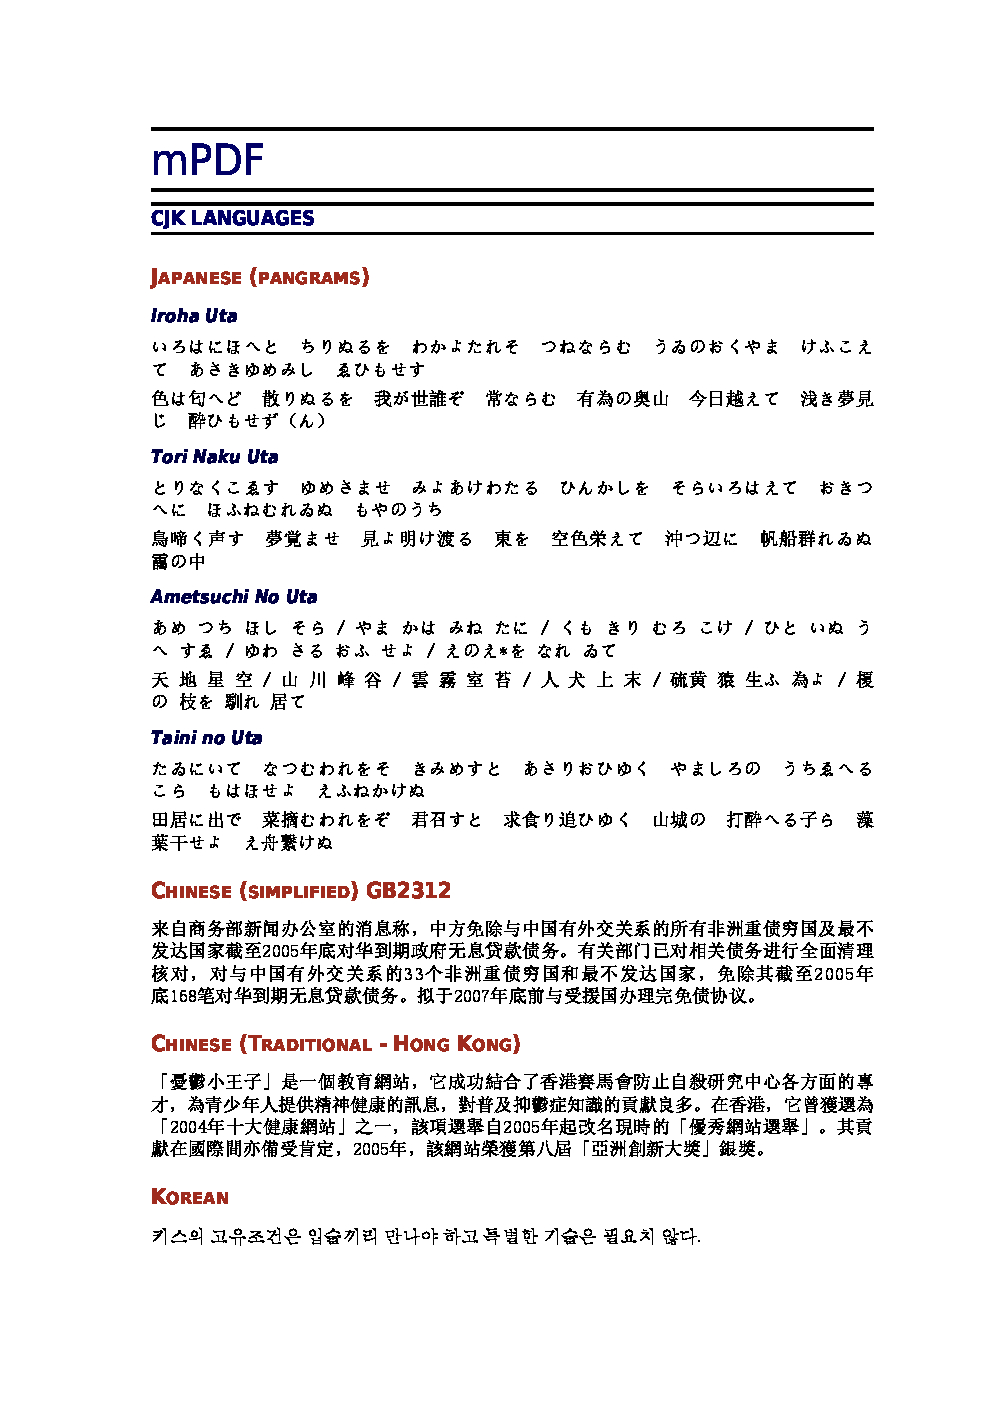 mPDF
CJK LANGUAGES
JAPANESE (PANGRAMS)
Iroha Uta
いろはにほへと　ちりぬるを　わかよたれそ　つねならむ　うゐのおくやま　けふこえ
て　あさきゆめみし　ゑひもせす
色は匂へど　散りぬるを　我が世誰ぞ　常ならむ　有為の奥山　今日越えて　浅き夢見
じ　酔ひもせず（ん）
Tori Naku Uta
とりなくこゑす　ゆめさませ　みよあけわたる　ひんかしを　そらいろはえて　おきつ
へに　ほふねむれゐぬ　もやのうち
鳥啼く声す　夢覚ませ　見よ明け渡る　東を　空色栄えて　沖つ辺に　帆船群れゐぬ
靄の中
Ametsuchi No Uta
あめ つち ほし そら / やま かは みね たに / くも きり むろ こけ / ひと いぬ う
へ すゑ / ゆわ さる おふ せよ / えのえ*を なれ ゐて
天 地 星 空 / 山 川 峰 谷 / 雲 霧 室 苔 / 人 犬 上 末 / 硫黄 猿 生ふ 為よ / 榎
の 枝を 馴れ 居て
Taini no Uta
たゐにいて　なつむわれをそ　きみめすと　あさりおひゆく　やましろの　うちゑへる
こら　もはほせよ　えふねかけぬ
田居に出で　菜摘むわれをぞ　君召すと　求食り追ひゆく　山城の　打酔へる子ら　藻
葉干せよ　え舟繋けぬ
CHINESE (SIMPLIFIED) GB2312
来自商务部新闻办公室的消息称，中方免除与中国有外交关系的所有非洲重债穷国及最不
发达国家截至2005年底对华到期政府无息贷款债务。有关部门已对相关债务进行全面清理
核对，对与中国有外交关系的33个非洲重债穷国和最不发达国家，免除其截至2005年
底168笔对华到期无息贷款债务。拟于2007年底前与受援国办理完免债协议。
CHINESE (TRADITIONAL - HONG KONG)
「憂鬱小王子」是一個教育網站，它成功結合了香港賽馬會防止自殺研究中心各方面的專
才，為青少年人提供精神健康的訊息，對普及抑鬱症知識的貢獻良多。在香港，它曾獲選為
「2004年十大健康網站」之一，該項選舉自2005年起改名現時的「優秀網站選舉」。其貢
獻在國際間亦備受肯定，2005年，該網站榮獲第八屆「亞洲創新大獎」銀獎。
KOREAN
키스의 고유조건은 입술끼리 만나야 하고 특별한 기술은 필요치 않다.